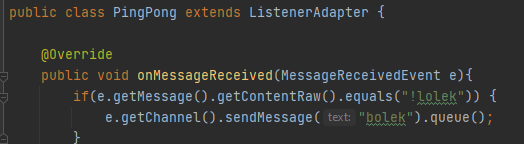 public class PingPong extends ListenerAdapter {
@Override
public void onMessageReceived(MessageReceivedEvent e){
if(e.getMessage().getContentRaw().equals("!lolek")) {
e.getChannel().sendMessage( text: "bolek").queue();
}